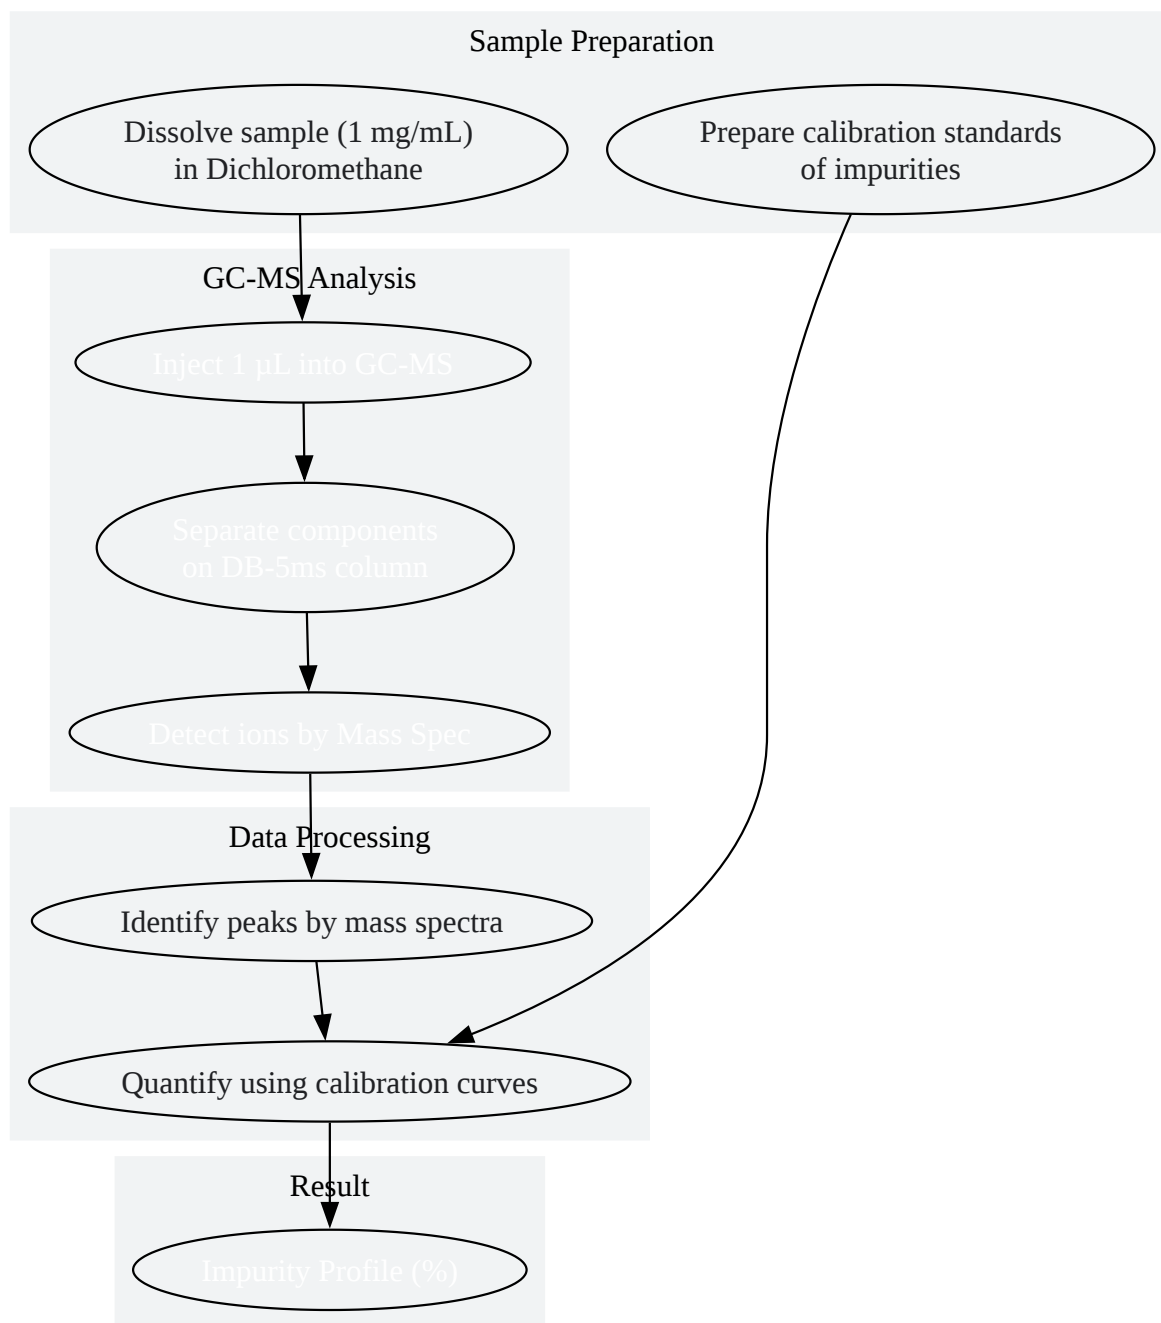 Sample Preparation
Dissolve sample (1 mg/mL)
in Dichloromethane
Prepare calibration standards
of impurities
GC-MS Analysis
Inject 1 µL into GC-MS
Separate components
on DB-5ms column
Detect ions by Mass Spec
Data Processing
Identify peaks by mass spectra
Quantify using calibration curves
Result
Impurity Profile (%)